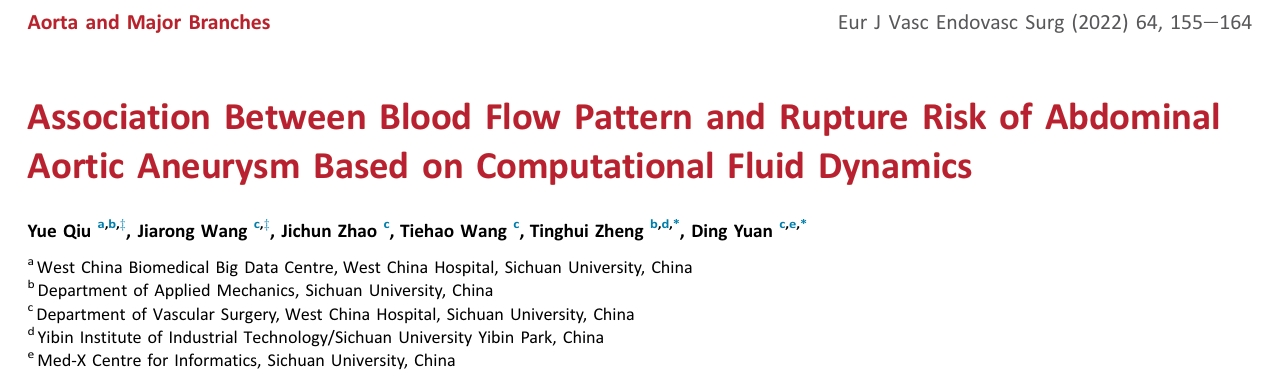 Aorta and Major Branches
Eur J Vasc Endovasc Surg (2022) 64, 155—164
Association Between Blood Flow Pattern and Rupture Risk of Abdominal
Aortic Aneurysm Based on Computational Fluid Dynamics
Yue Qiu a,b,‡, Jiarong Wang c,‡, Jichun Zhao c, Tiehao Wang c, Tinghui Zheng b,d,*, Ding Yuan c,e,*
a West China Biomedical Big Data Centre, West China Hospital, Sichuan University, China
b Department of Applied Mechanics, Sichuan University, China
c Department of Vascular Surgery, West China Hospital, Sichuan University, China
d Yibin Institute of Industrial Technology/Sichuan University Yibin Park, China
e Med-X Centre for Informatics, Sichuan University, China